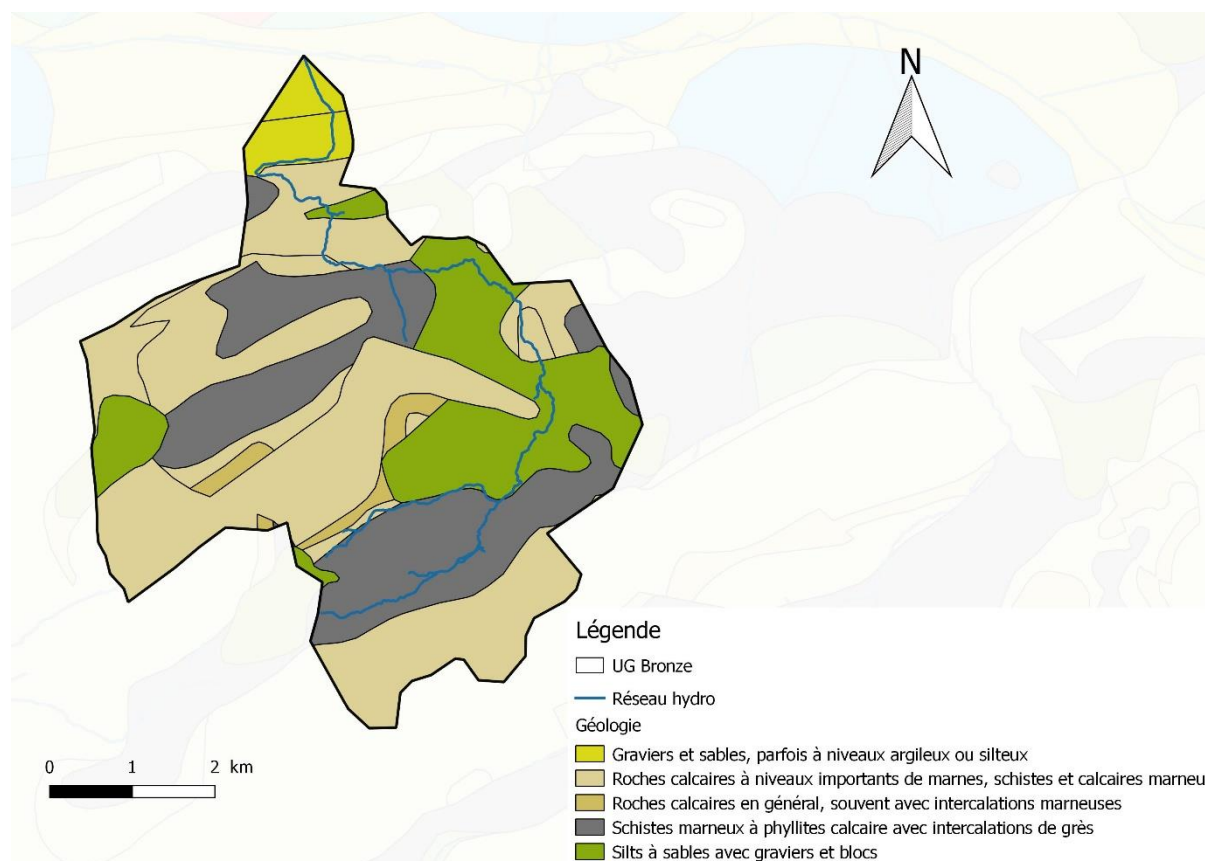 N
Légende
UG Bronze
Réseau hydro
Géologie
Graviers et sables, parfois à niveaux argileux ou silteux
Roches calcaires à niveaux importants de marnes, schistes et calcaires marneu
Roches calcaires en général, souvent avec intercalations marneuses
Schistes marneux à phyllites calcaire avec intercalations de grès
Silts à sables avec graviers et blocs
0 1 2 km